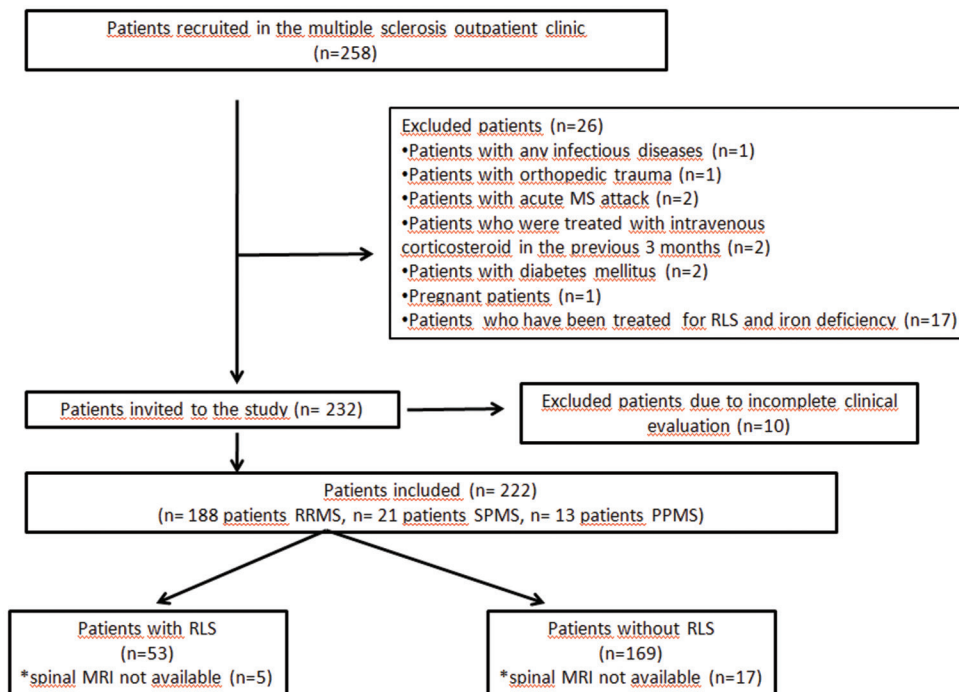 Patients recruited in the multiple sclerosis outpatient clinic
(n=258)
Excluded patients (n=26)
•Patients with any infectious diseases (n=1)
•Patients with orthopedic trauma (n=1)
•Patients with acute MS attack (n=2)
•Patients who were treated with intravenous
corticosteroid in the previous 3 months (n=2)
•Patients with diabetes mellitus (n=2)
•Pregnant patients (n=1)
•Patients who have been treated for RLS and iron deficiency (n=17)
Patients invited to the study (n= 232)
Excluded patients due to incomplete clinical
evaluation (n=10)
Patients included (n= 222)
(n= 188 patients RRMS, n= 21 patients SPMS, n= 13 patients PPMS)
Patients with RLS
(n=53)
*spinal MRI not available (n=5)
Patients without RLS
(n=169)
*spinal MRI not available (n=17)